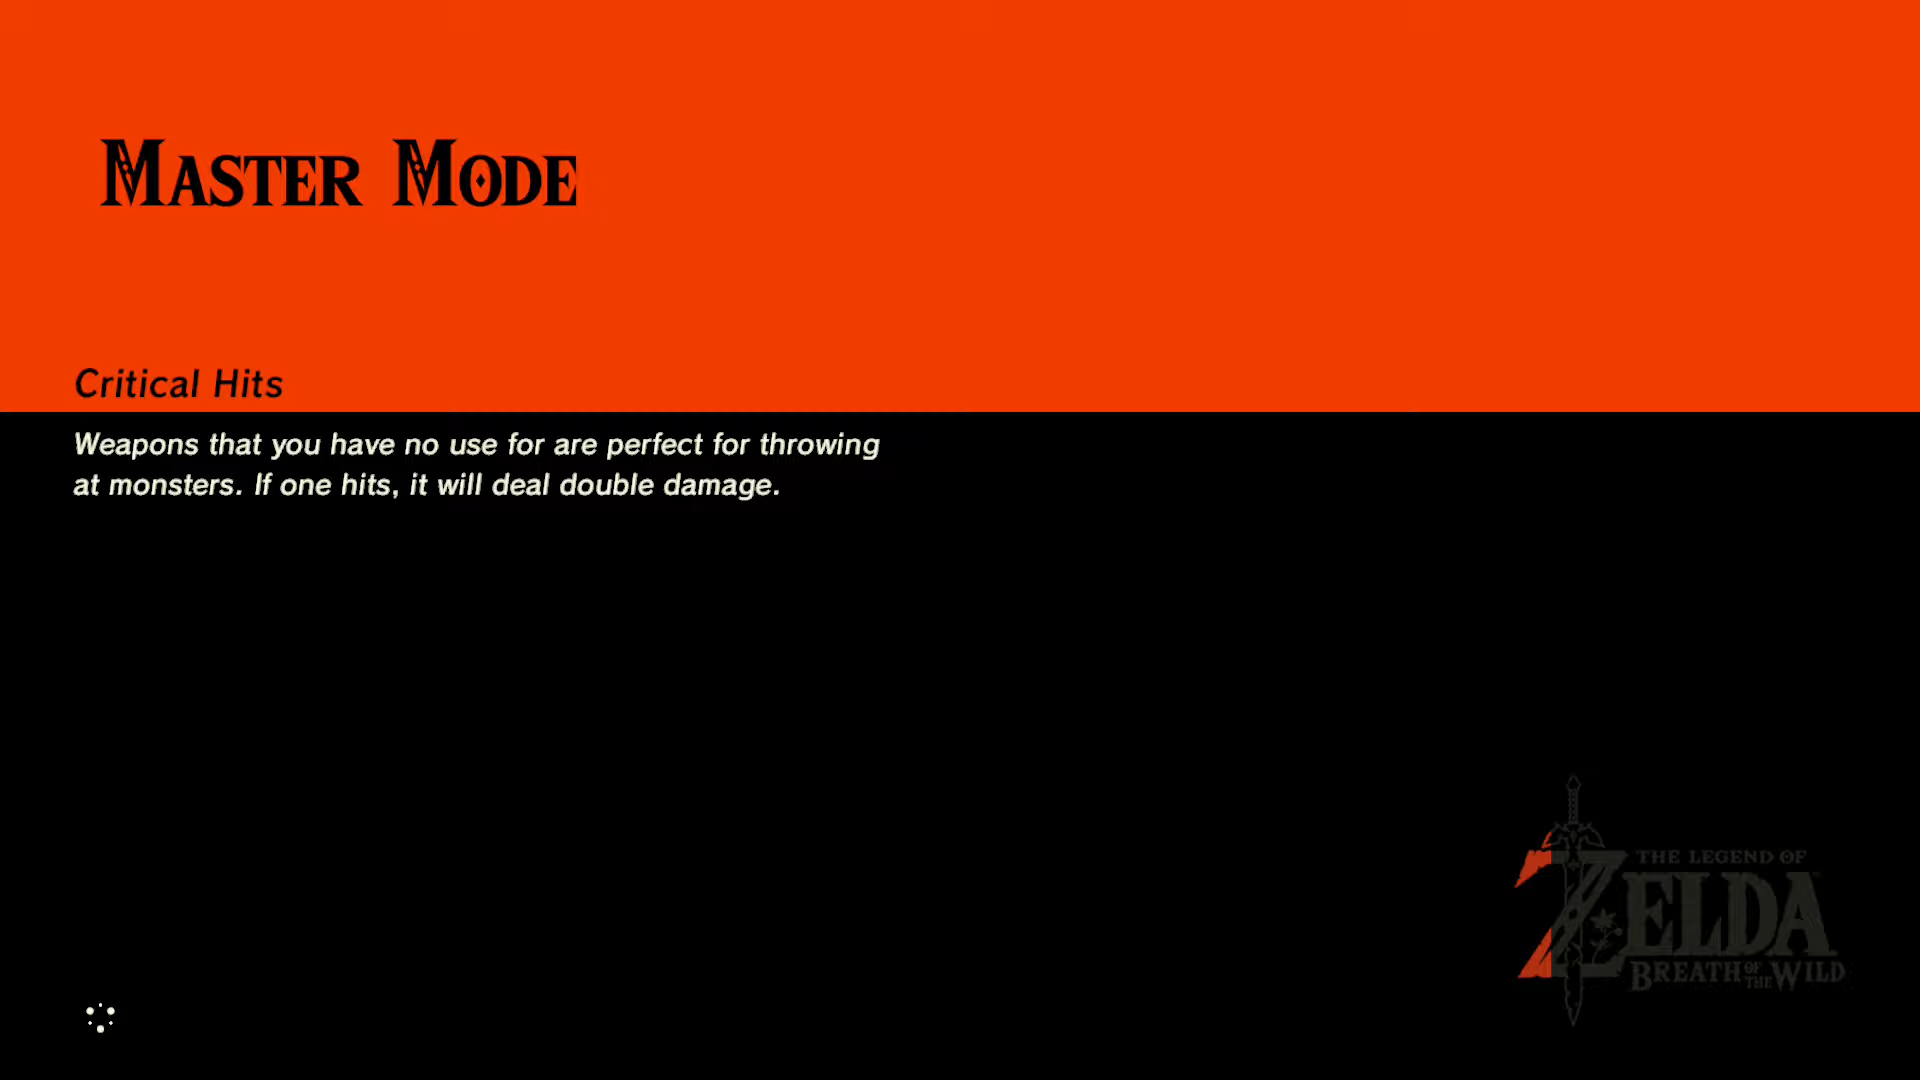 Master Mode
Critical Hits
Weapons that you have no use for are perfect for throwing
at monsters. If one hits, it will deal double damage.
THE LEGEND OF
ZELDA
BREATH OF THE WILD